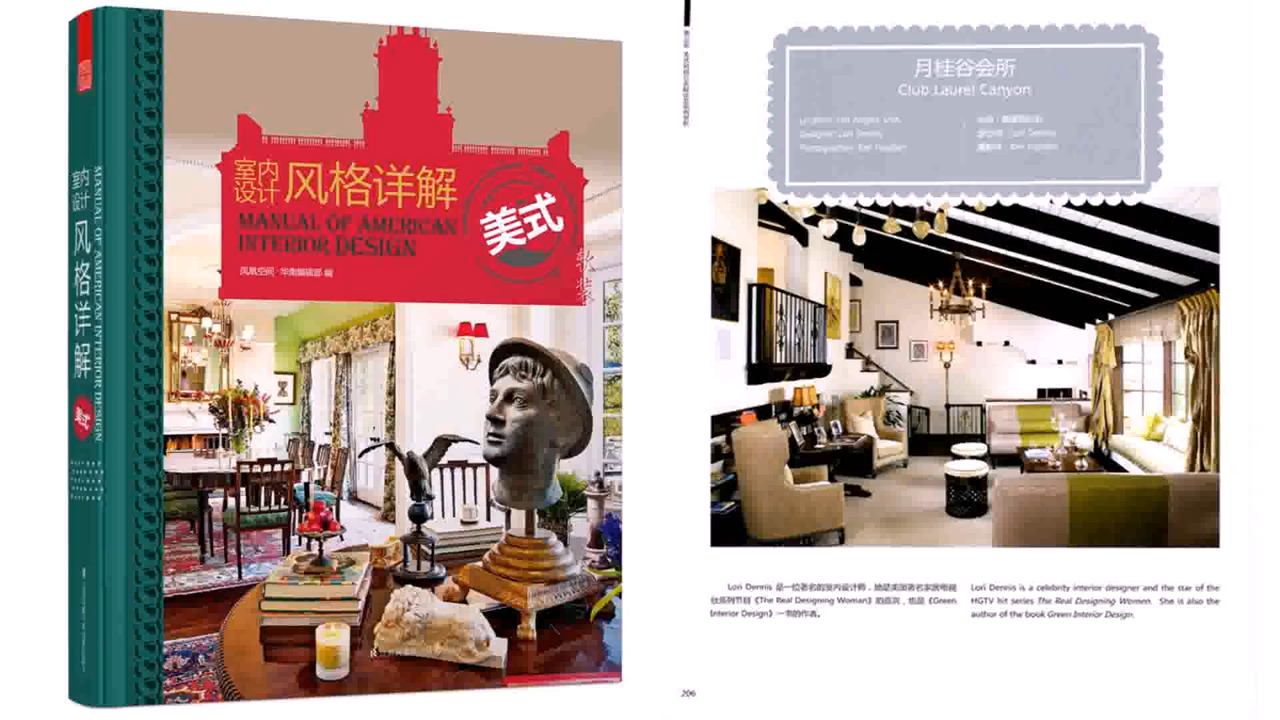 室内
设计
风格详解
MANUAL OF AMERICAN
INTERIOR DESIGN
美式
凤凰空间·华南编辑部 编
室内
设计
风格详解
MANUAL OF AMERICAN INTERIOR DESIGN
美式
月桂谷会所
Club Laurel Canyon
Designer: Lori Dennis
Lori Dennis 是一位著名的室内设计师，她是美国著名家居电视
台系列节目《The Real Designing Woman》的嘉宾，也是《Green
Interior Design》一书的作者。
Lori Dennis is a celebrity interior designer and the star of the
HGTV hit series The Real Designing Women. She is also the
author of the book Green Interior Design.
206